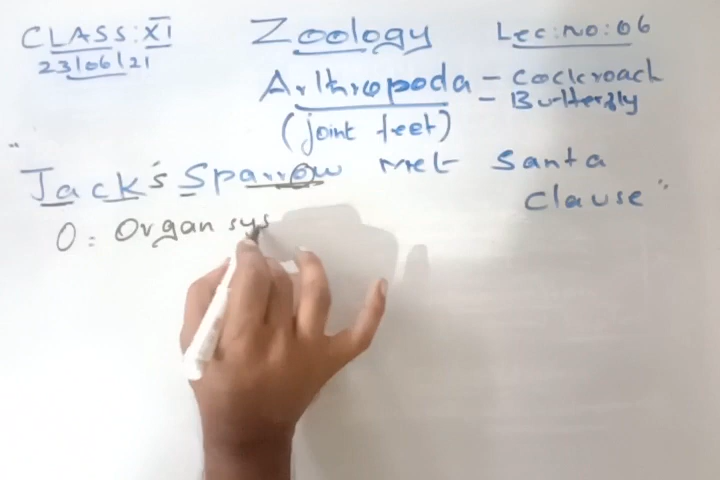 CLASS: XI Zoology Lec: no: 06
23/06/21
Arthropoda - cockroach
- Butterfly
(joint feet)
"Jack's Sparrow met Santa
Clause"
O: Organ sys